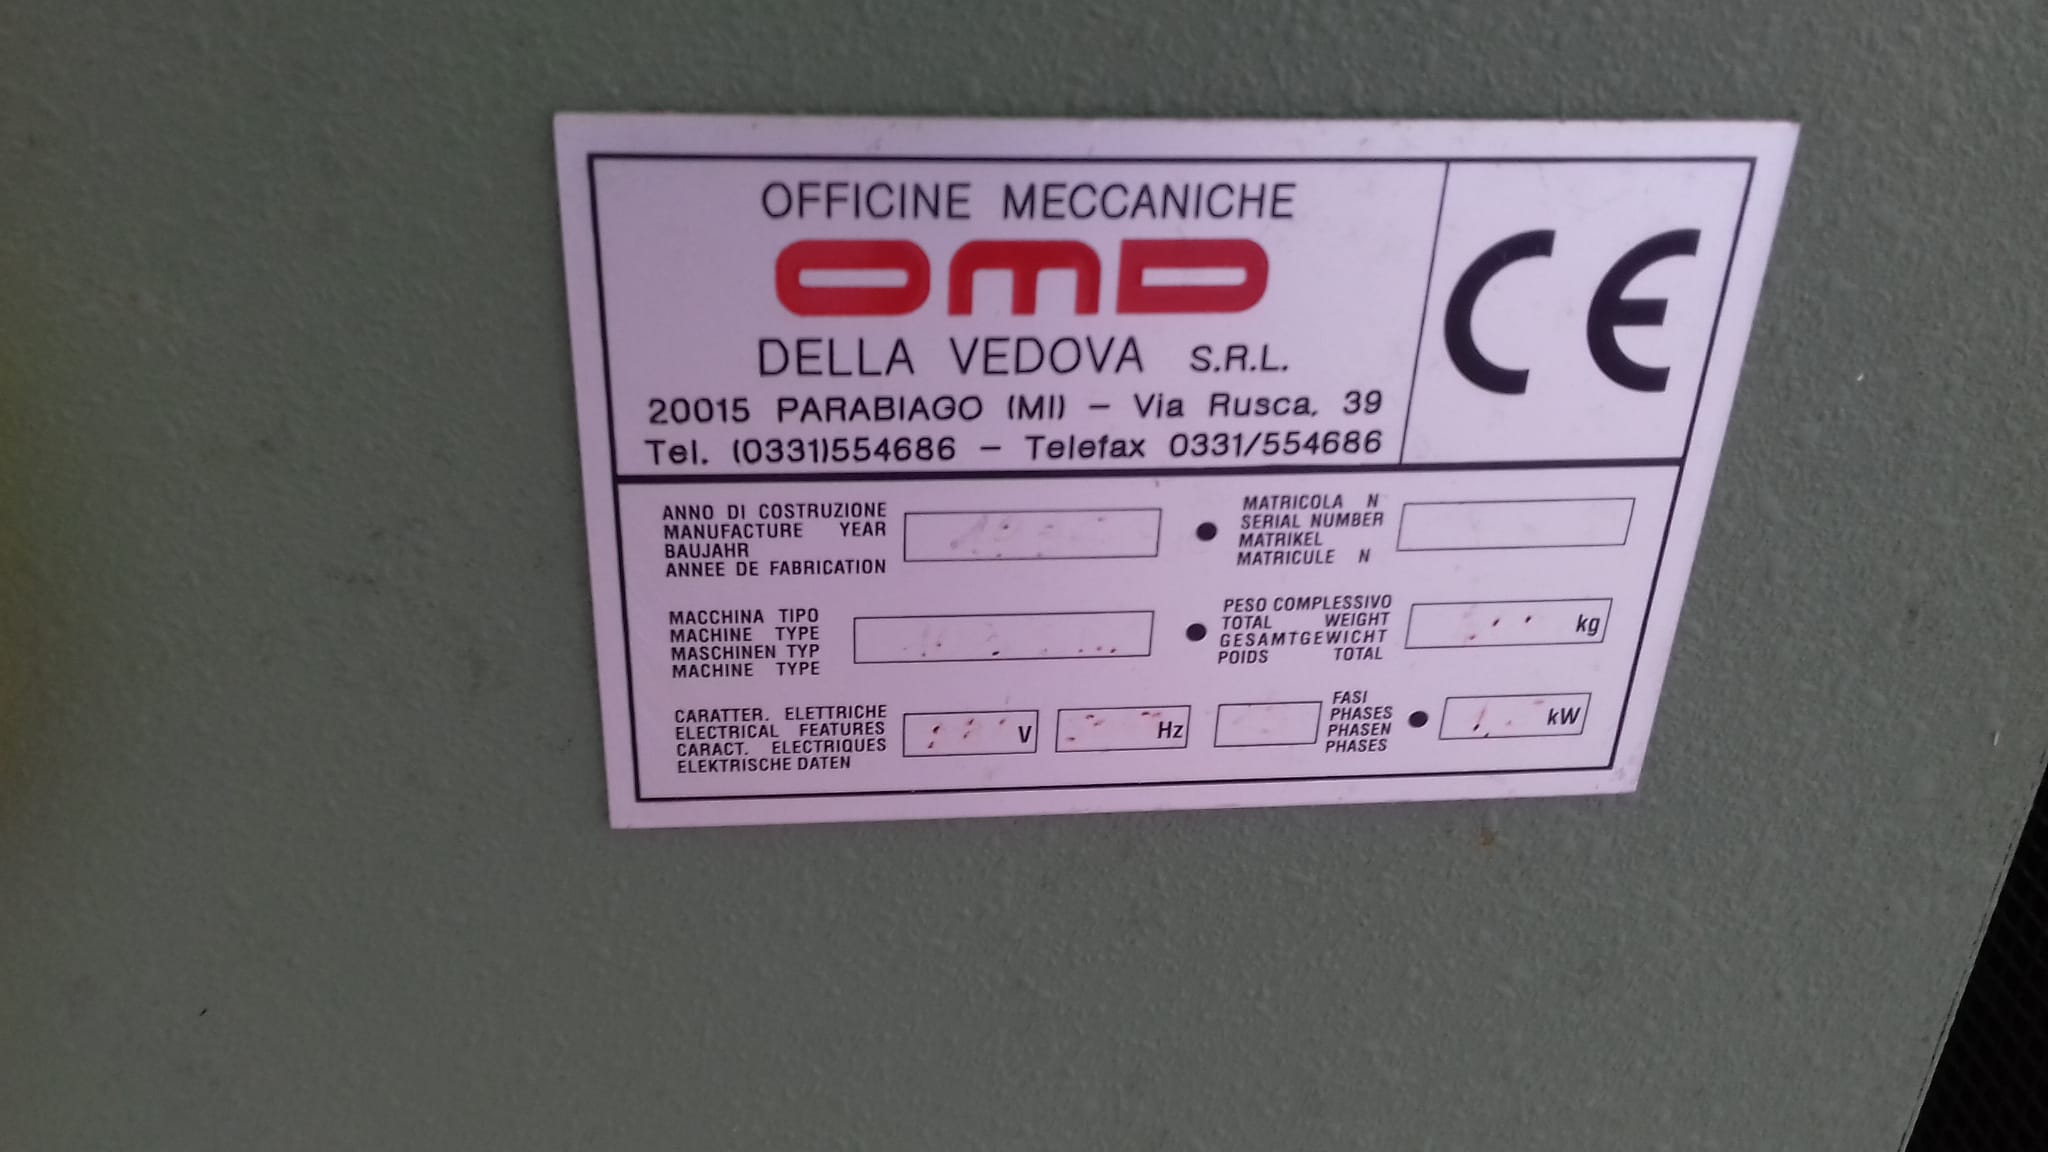 OFFICINE MECCANICHE
OMD
DELLA VEDOVA S.R.L.
20015 PARABIAGO (MI) – Via Rusca, 39
Tel. (0331)554686 – Telefax 0331/554686
CE
ANNO DI COSTRUZIONE
MANUFACTURE YEAR
BAUJAHR
ANNEE DE FABRICATION
MATRICOLA N
SERIAL NUMBER
MATRIKEL
MATRICULE N
MACCHINA TIPO
MACHINE TYPE
MASCHINEN TYP
MACHINE TYPE
PESO COMPLESSIVO
TOTAL WEIGHT
GESAMTGEWICHT
POIDS TOTAL
kg
CARATTER. ELETTRICHE
ELECTRICAL FEATURES
CARACT. ELECTRIQUES
ELEKTRISCHE DATEN
V
Hz
FASI
PHASES
PHASEN
PHASES
kW